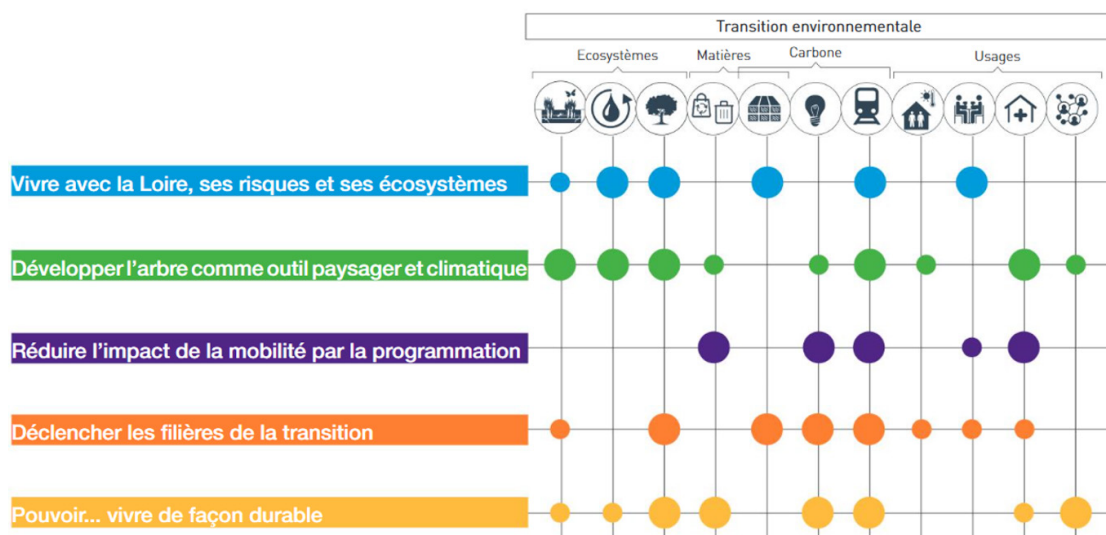 Transition environnementale
Ecosystèmes
Matières
Carbone
Usages
Vivre avec la Loire, ses risques et ses écosystèmes
Développer l'arbre comme outil paysager et climatique
Réduire l'impact de la mobilité par la programmation
Déclencher les filières de la transition
Pouvoir... vivre de façon durable